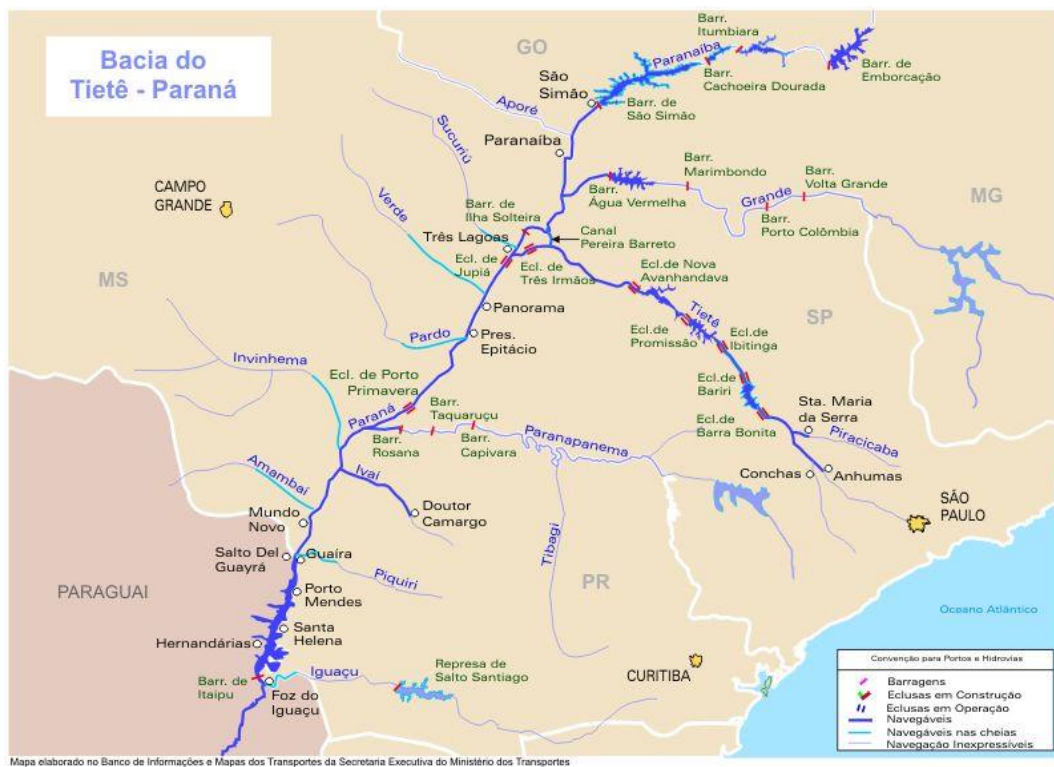 Bacia do
Tietê - Paraná
GO
Barr.
Itumbiara
Paranaíba
Barr. de
Emborcação
Barr.
Cachoeira Dourada
São
Simão
Barr. de
São Simão
Aporé
Paranaíba
Sucuriú
CAMPO
GRANDE
Verde
Barr. de
Ilha Solteira
Barr.
Marimbondo
Barr.
Volta Grande
Grande
MG
Barr.
Água Vermelha
Barr.
Porto Colômbia
Três Lagoas
Canal
Pereira Barreto
Ecl. de
Jupiá
Ecl. de
Três Irmãos
Ecl.de Nova
Avanhandava
MS
Panorama
Tietê
SP
Pardo
Pres.
Epitácio
Ecl.de
Promissão
Ecl.de
Ibitinga
Invinhema
Ecl. de Porto
Primavera
Ecl.de
Bariri
Paraná
Barr.
Taquaruçu
Ecl.de
Barra Bonita
Sta. Maria
da Serra
Barr.
Rosana
Barr.
Capivara
Paranapanema
Piracicaba
Amambaí
Ivaí
Conchas
Anhumas
Mundo
Novo
Doutor
Camargo
SÃO
PAULO
Salto Del
Guayrá
Guaíra
Tibagi
PARAGUAI
Piquiri
PR
Porto
Mendes
Oceano Atlântico
Santa
Helena
Hernandárias
Iguaçu
Represa de
Salto Santiago
CURITIBA
Barr. de
Itaipu
Foz do
Iguaçu
Convenção para Portos e Hidrovias
Barragens
Eclusas em Construção
Eclusas em Operação
Navegáveis
Navegáveis nas cheias
Navegação Inexpressíveis
Mapa elaborado no Banco de Informações e Mapas dos Transportes da Secretaria Executiva do Ministério dos Transportes